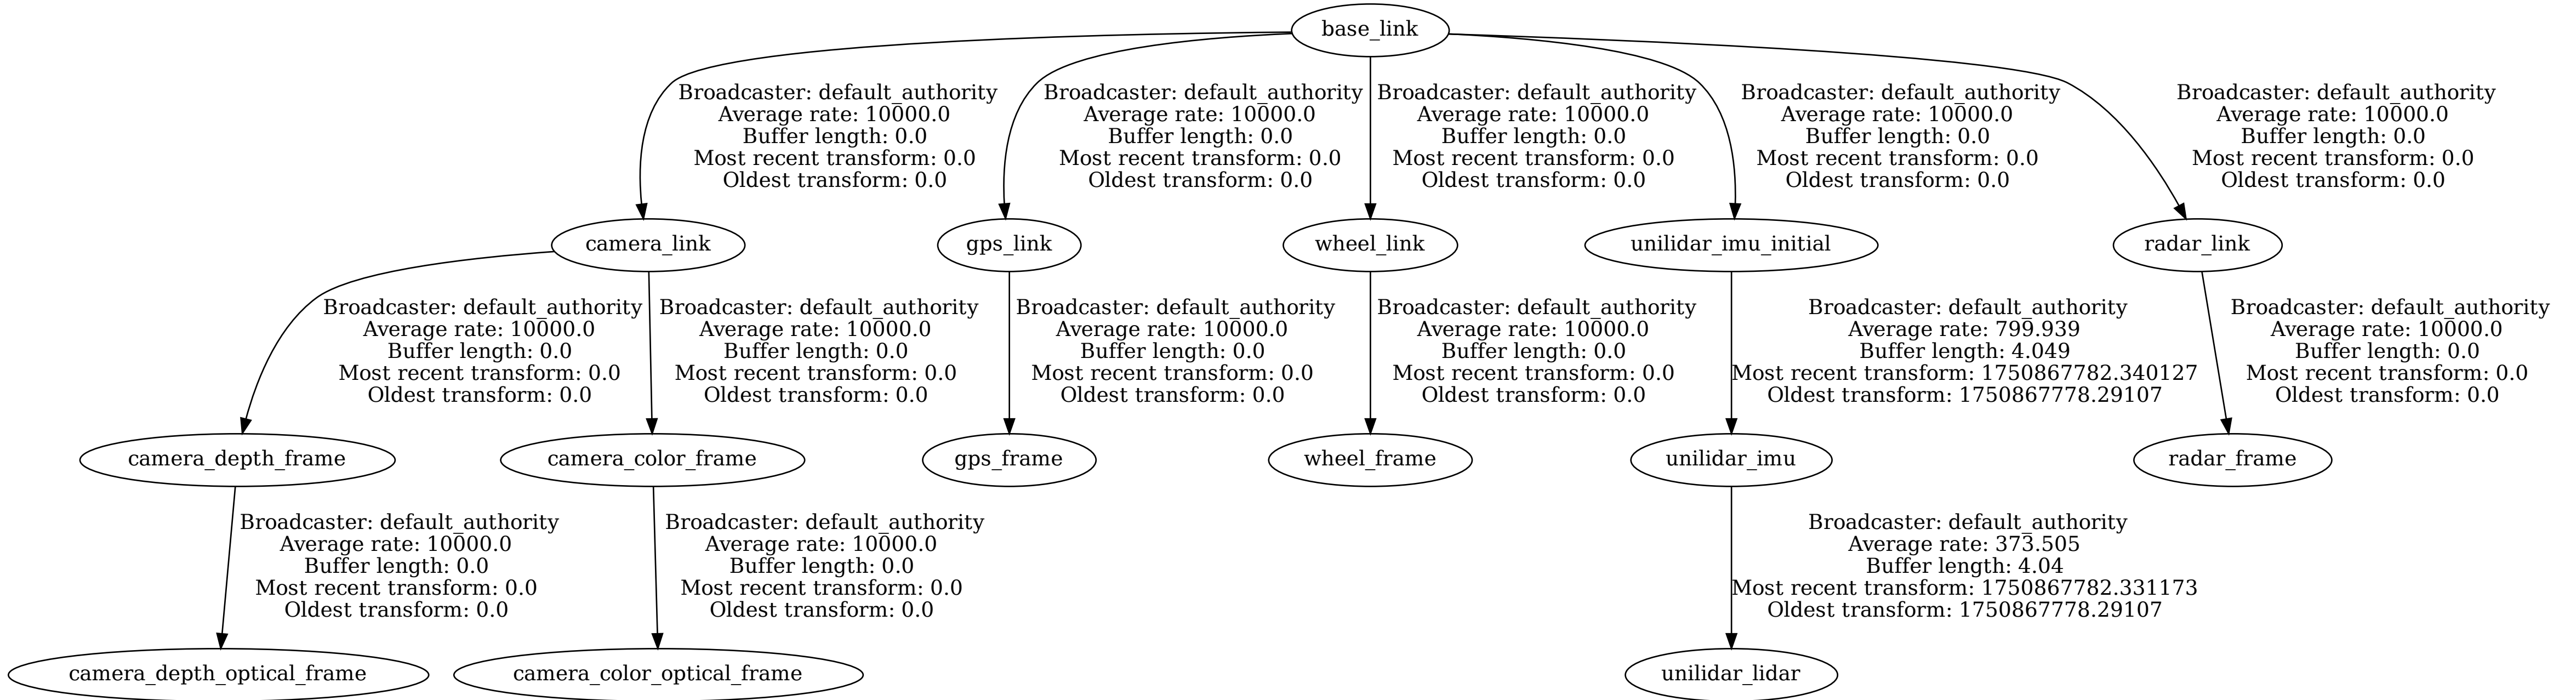 base_link
Broadcaster: default_authority
Average rate: 10000.0
Buffer length: 0.0
Most recent transform: 0.0
Oldest transform: 0.0
Broadcaster: default_authority
Average rate: 10000.0
Buffer length: 0.0
Most recent transform: 0.0
Oldest transform: 0.0
Broadcaster: default_authority
Average rate: 10000.0
Buffer length: 0.0
Most recent transform: 0.0
Oldest transform: 0.0
Broadcaster: default_authority
Average rate: 10000.0
Buffer length: 0.0
Most recent transform: 0.0
Oldest transform: 0.0
Broadcaster: default_authority
Average rate: 10000.0
Buffer length: 0.0
Most recent transform: 0.0
Oldest transform: 0.0
camera_link
gps_link
wheel_link
unilidar_imu_initial
radar_link
Broadcaster: default_authority
Average rate: 10000.0
Buffer length: 0.0
Most recent transform: 0.0
Oldest transform: 0.0
Broadcaster: default_authority
Average rate: 10000.0
Buffer length: 0.0
Most recent transform: 0.0
Oldest transform: 0.0
Broadcaster: default_authority
Average rate: 10000.0
Buffer length: 0.0
Most recent transform: 0.0
Oldest transform: 0.0
Broadcaster: default_authority
Average rate: 10000.0
Buffer length: 0.0
Most recent transform: 0.0
Oldest transform: 0.0
Broadcaster: default_authority
Average rate: 799.939
Buffer length: 4.049
Most recent transform: 1750867782.340127
Oldest transform: 1750867778.29107
Broadcaster: default_authority
Average rate: 10000.0
Buffer length: 0.0
Most recent transform: 0.0
Oldest transform: 0.0
camera_depth_frame
camera_color_frame
gps_frame
wheel_frame
unilidar_imu
radar_frame
Broadcaster: default_authority
Average rate: 10000.0
Buffer length: 0.0
Most recent transform: 0.0
Oldest transform: 0.0
Broadcaster: default_authority
Average rate: 10000.0
Buffer length: 0.0
Most recent transform: 0.0
Oldest transform: 0.0
Broadcaster: default_authority
Average rate: 373.505
Buffer length: 4.04
Most recent transform: 1750867782.331173
Oldest transform: 1750867778.29107
camera_depth_optical_frame
camera_color_optical_frame
unilidar_lidar